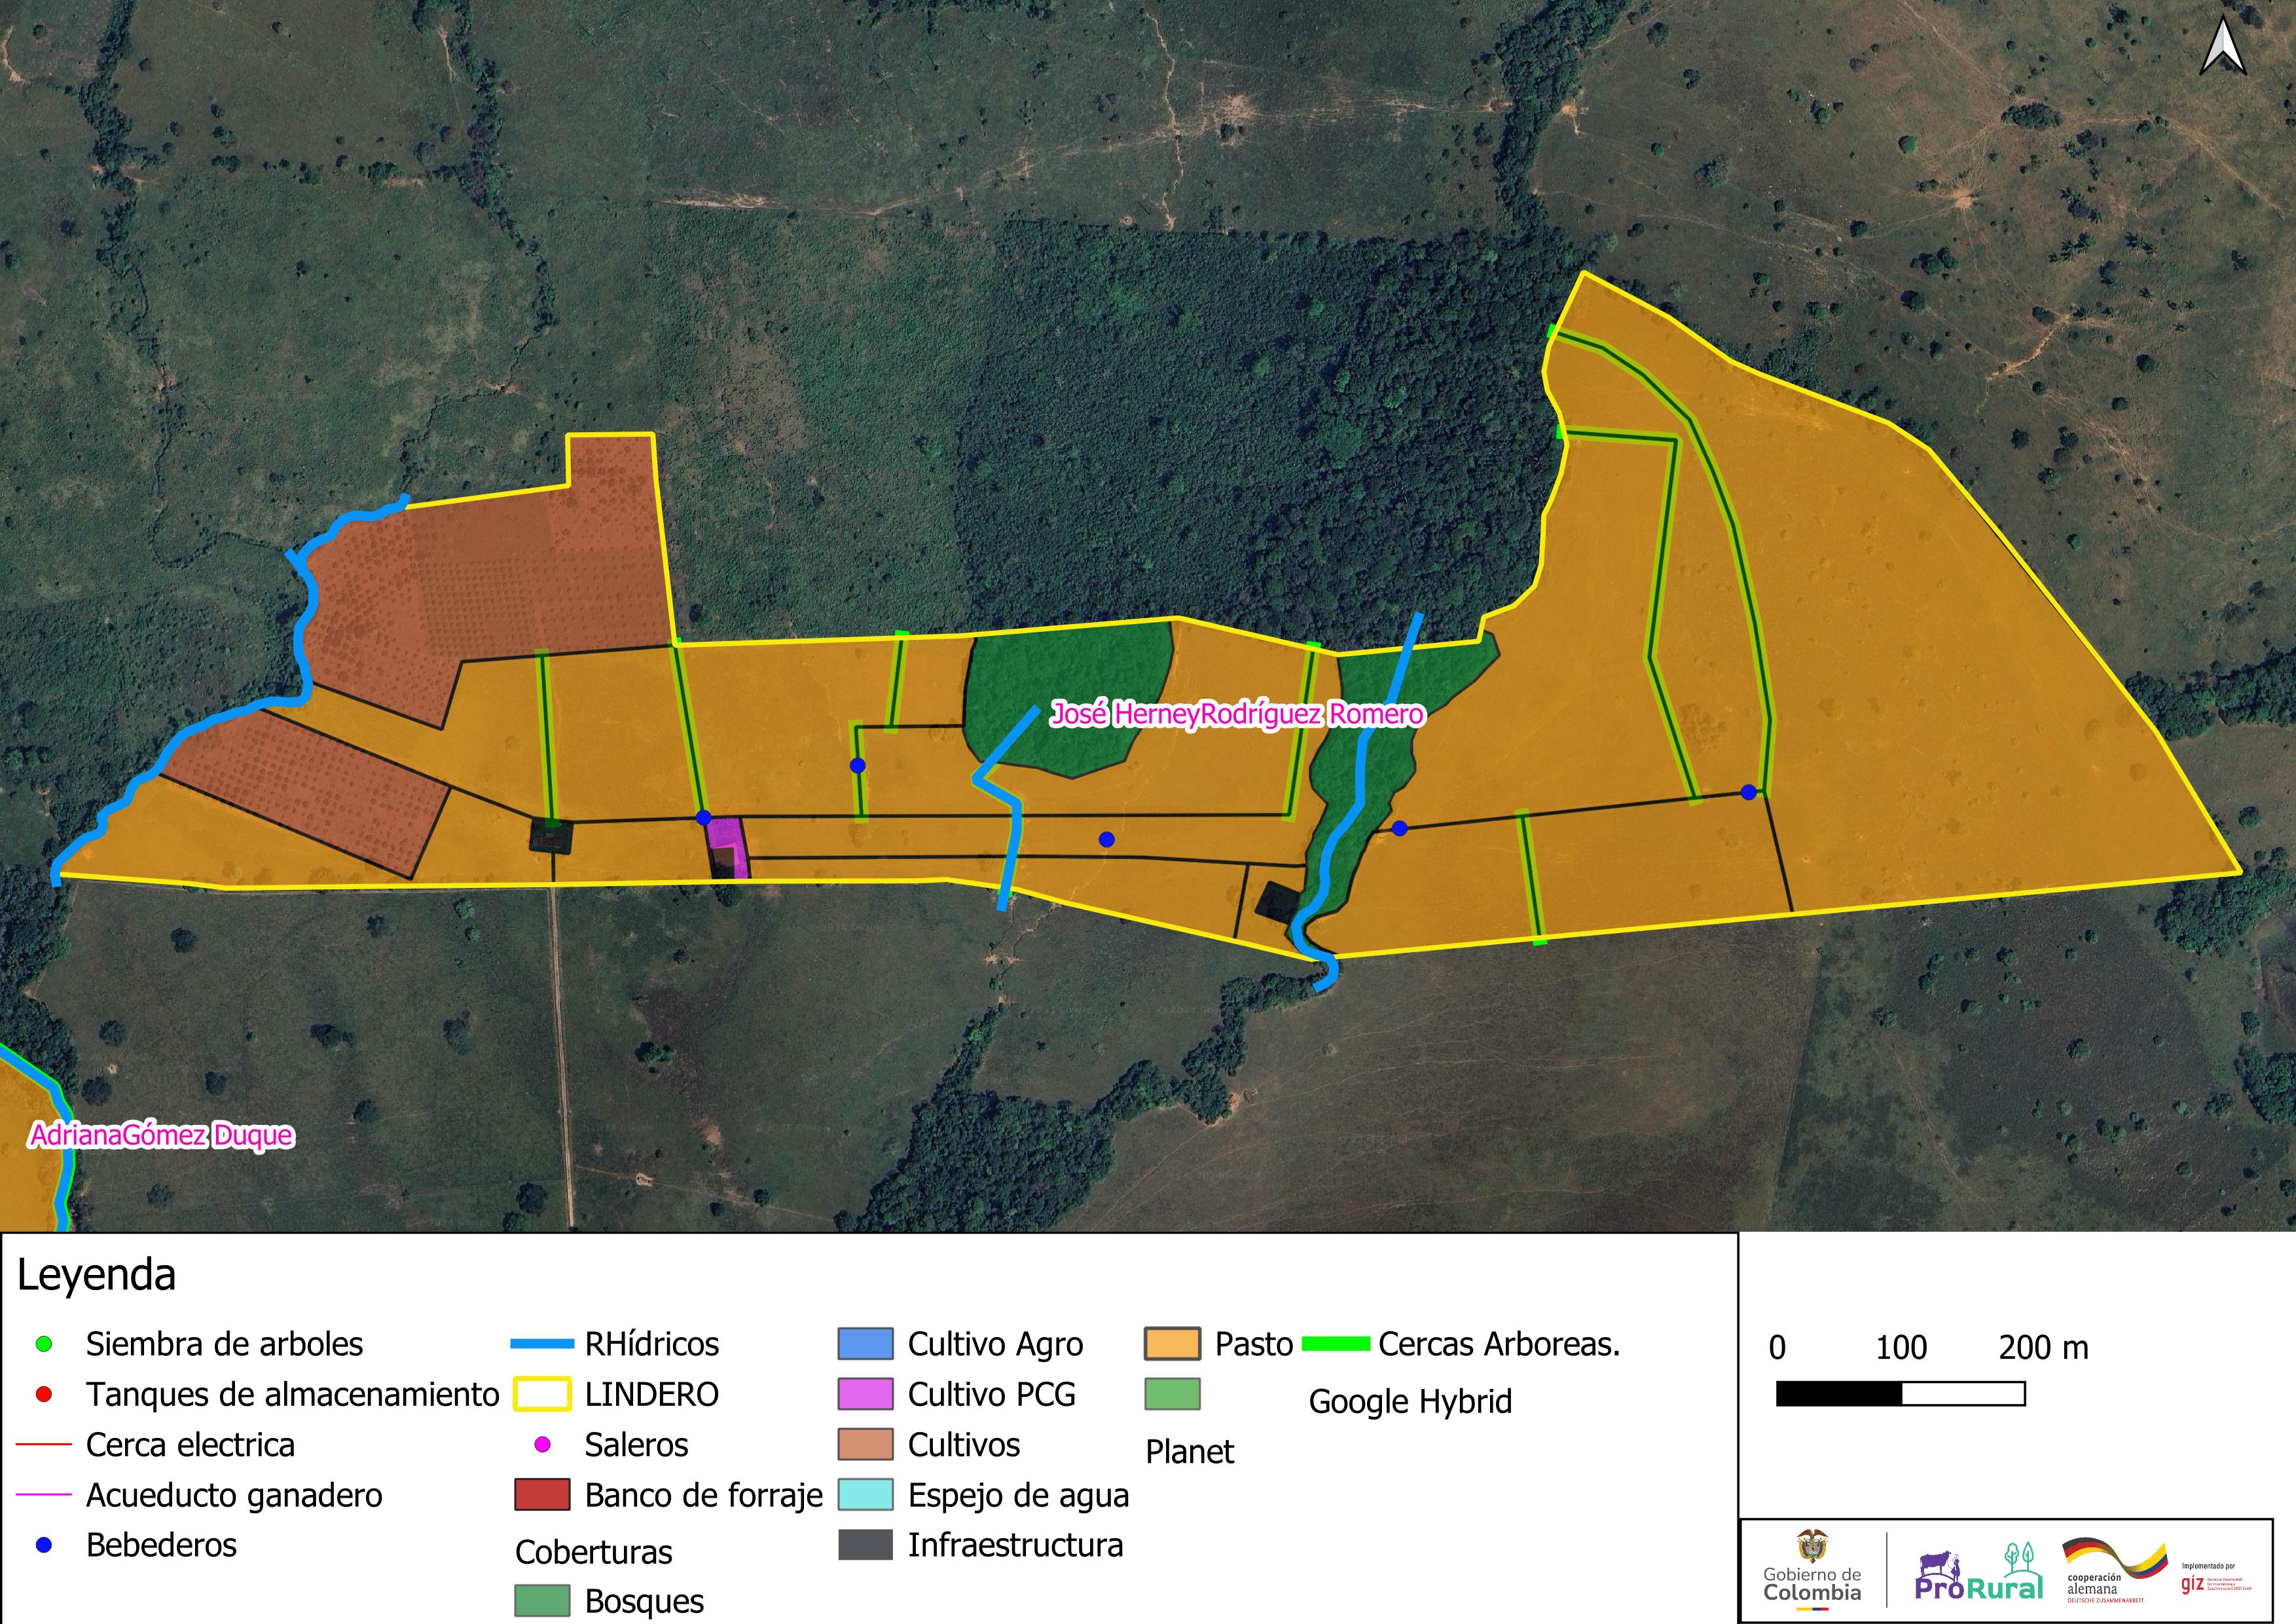 José HerneyRodríguez Romero
AdrianaGómez Duque
Leyenda
Siembra de arboles
Tanques de almacenamiento
Cerca electrica
Acueducto ganadero
Bebederos
RHídricos
LINDERO
Saleros
Banco de forraje
Coberturas
Bosques
Cultivo Agro
Cultivo PCG
Cultivos
Espejo de agua
Infraestructura
Pasto
Planet
Cercas Arboreas.
Google Hybrid
0 100 200 m
Gobierno de
Colombia
ProRural
cooperación
alemana
DEUTSCHE ZUSAMMENARBEIT
Implementado por
giz